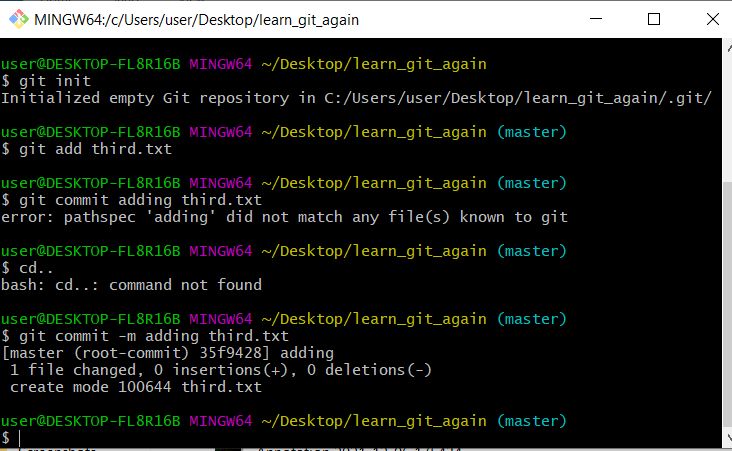 MINGW64:/c/Users/user/Desktop/learn_git_again
user@DESKTOP-FL8R16B MINGW64 ~/Desktop/learn_git_again
$ git init
Initialized empty Git repository in C:/Users/user/Desktop/learn_git_again/.git/
user@DESKTOP-FL8R16B MINGW64 ~/Desktop/learn_git_again (master)
$ git add third.txt
user@DESKTOP-FL8R16B MINGW64 ~/Desktop/learn_git_again (master)
$ git commit adding third.txt
error: pathspec 'adding' did not match any file(s) known to git
user@DESKTOP-FL8R16B MINGW64 ~/Desktop/learn_git_again (master)
$ cd..
bash: cd..: command not found
user@DESKTOP-FL8R16B MINGW64 ~/Desktop/learn_git_again (master)
$ git commit -m adding third.txt
[master (root-commit) 35f9428] adding
 1 file changed, 0 insertions(+), 0 deletions(-)
 create mode 100644 third.txt
user@DESKTOP-FL8R16B MINGW64 ~/Desktop/learn_git_again (master)
$